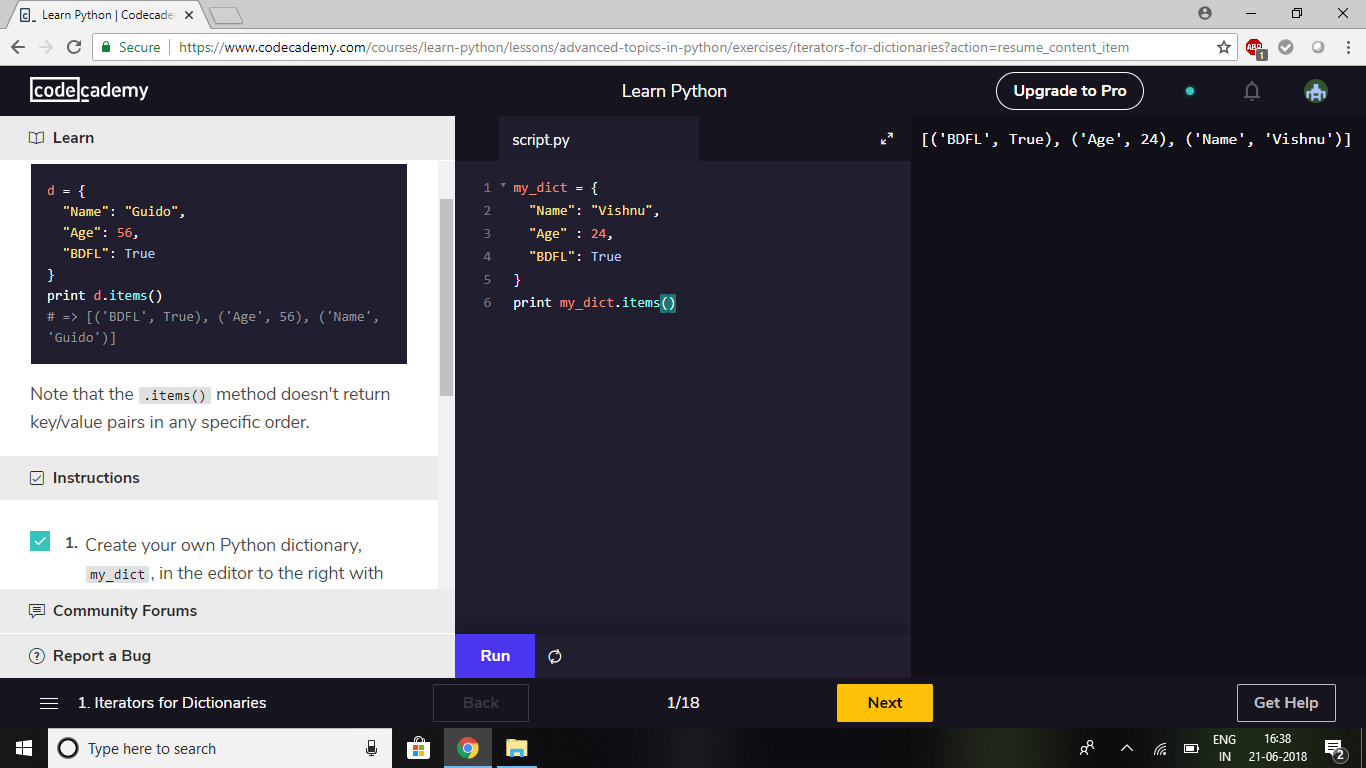 Learn Python | Codecade
Secure | https://www.codecademy.com/courses/learn-python/lessons/advanced-topics-in-python/exercises/iterators-for-dictionaries?action=resume_content_item
ABP
1
codecademy
Learn Python
Upgrade to Pro
Learn
d = {
"Name": "Guido",
"Age": 56,
"BDFL": True
}
print d.items()
# => [('BDFL', True), ('Age', 56), ('Name',
'Guido')]
Note that the .items() method doesn't return
key/value pairs in any specific order.
Instructions
1. Create your own Python dictionary,
my_dict, in the editor to the right with
Community Forums
? Report a Bug
script.py
1 my_dict = {
2 "Name": "Vishnu",
3 "Age" : 24,
4 "BDFL": True
5 }
6 print my_dict.items()
Run
[('BDFL', True), ('Age', 24), ('Name', 'Vishnu')]
1. Iterators for Dictionaries
Back
1/18
Next
Get Help
Type here to search
ENG
IN
16:38
21-06-2018
2